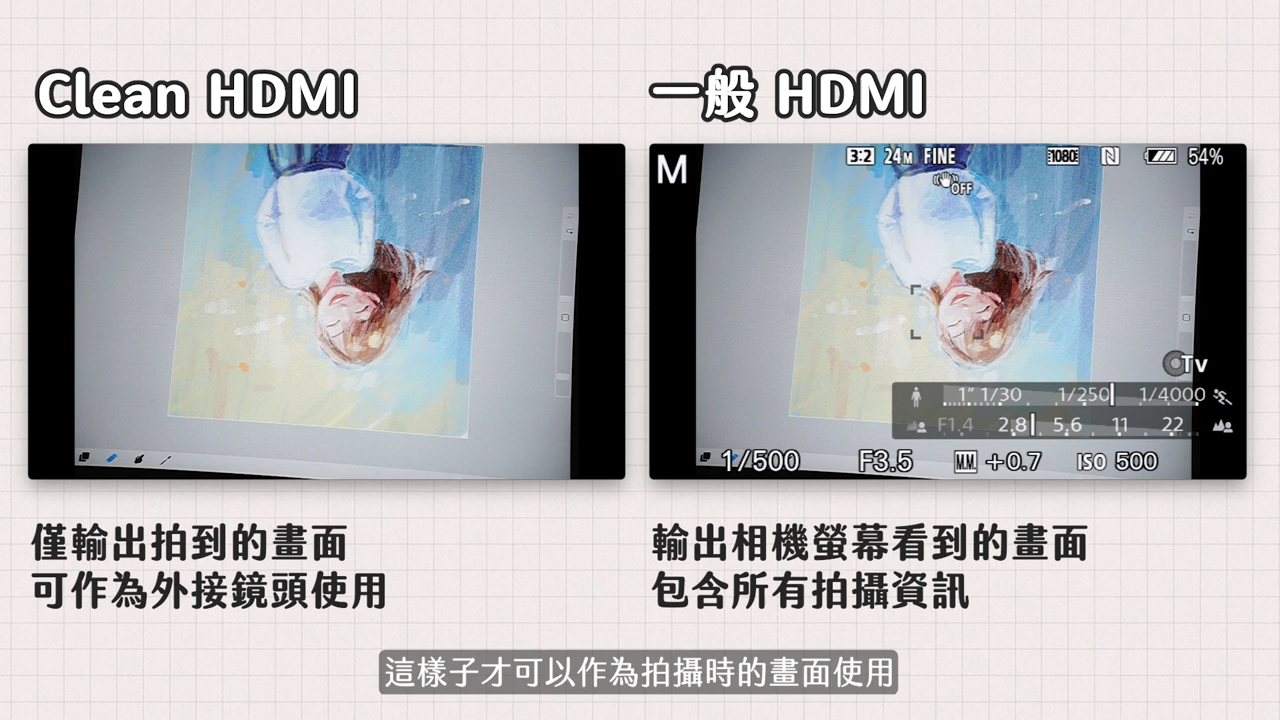 Clean HDMI
一般 HDMI
M
3:2 24M FINE 1080 N 54%
OFF
Tv
1" 1/30 1/250 1/4000
F1.4 2.8 5.6 11 22
1/500 F3.5 M.M. +0.7 ISO 500
僅輸出拍到的畫面
可作為外接鏡頭使用
輸出相機螢幕看到的畫面
包含所有拍攝資訊
這樣子才可以作為拍攝時的畫面使用